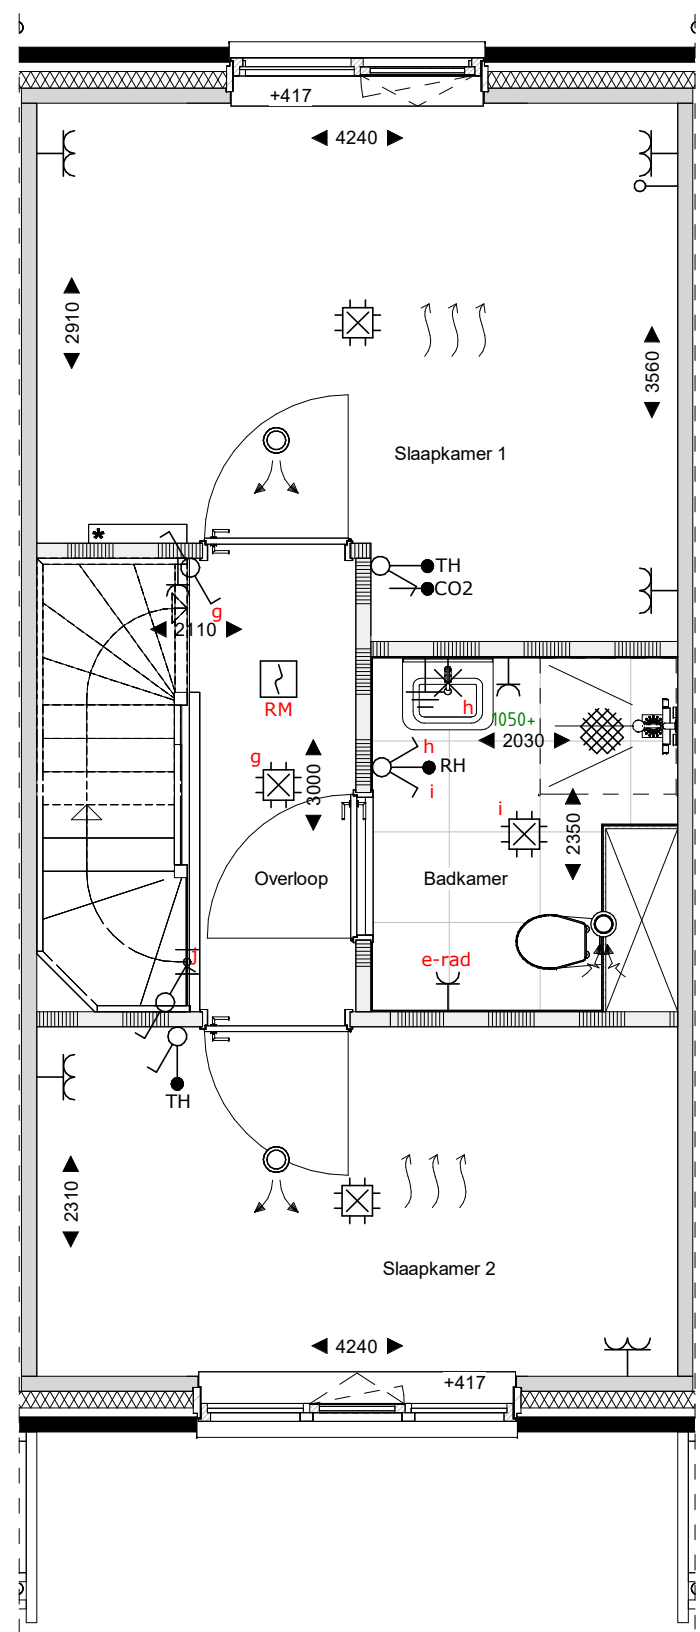 +417
4240
2910
3560
Slaapkamer 1
*
TH
CO2
g
2110
RM
h
1050+
2030
g
h
RH
i
3000
i
2350
Overloop
Badkamer
j
e-rad
TH
2310
Slaapkamer 2
4240
+417